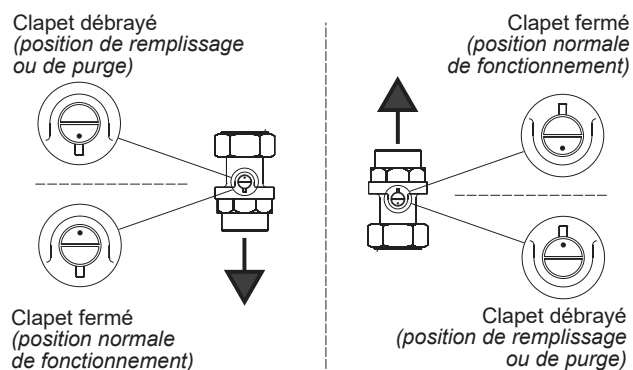 Clapet débrayé
(position de remplissage
ou de purge)
Clapet fermé
(position normale
de fonctionnement)
Clapet fermé
(position normale
de fonctionnement)
Clapet débrayé
(position de remplissage
ou de purge)